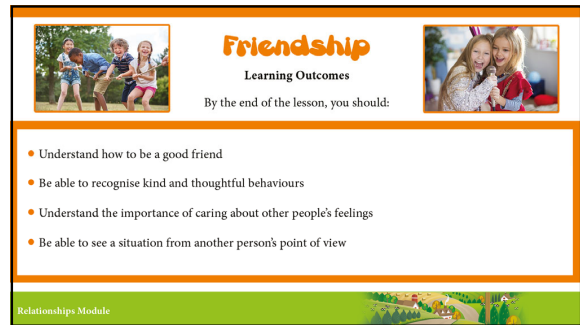 Friendship
Learning Outcomes
By the end of the lesson, you should:
Understand how to be a good friend
Be able to recognise kind and thoughtful behaviours
Understand the importance of caring about other people's feelings
Be able to see a situation from another person's point of view
Relationships Module